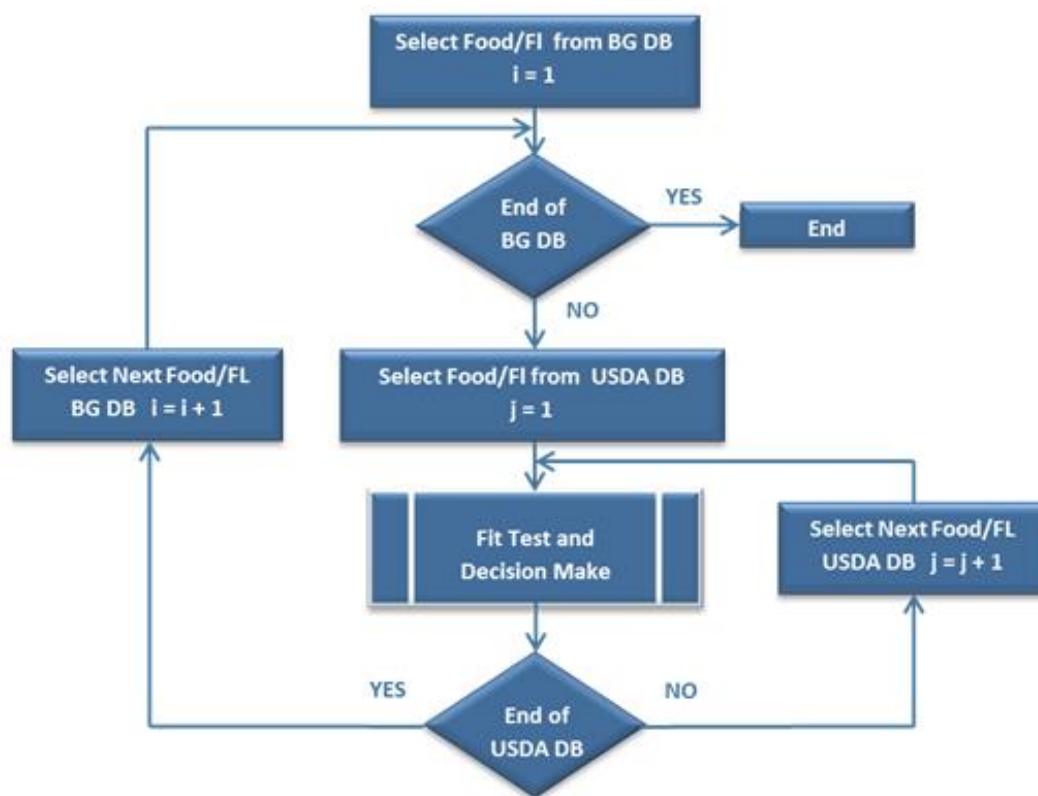 Select Food/Fl from BG DB
i = 1
End of
BG DB
YES
End
NO
Select Next Food/FL
BG DB i = i + 1
Select Food/Fl from USDA DB
j = 1
Fit Test and
Decision Make
Select Next Food/FL
USDA DB j = j + 1
YES
NO
End of
USDA DB